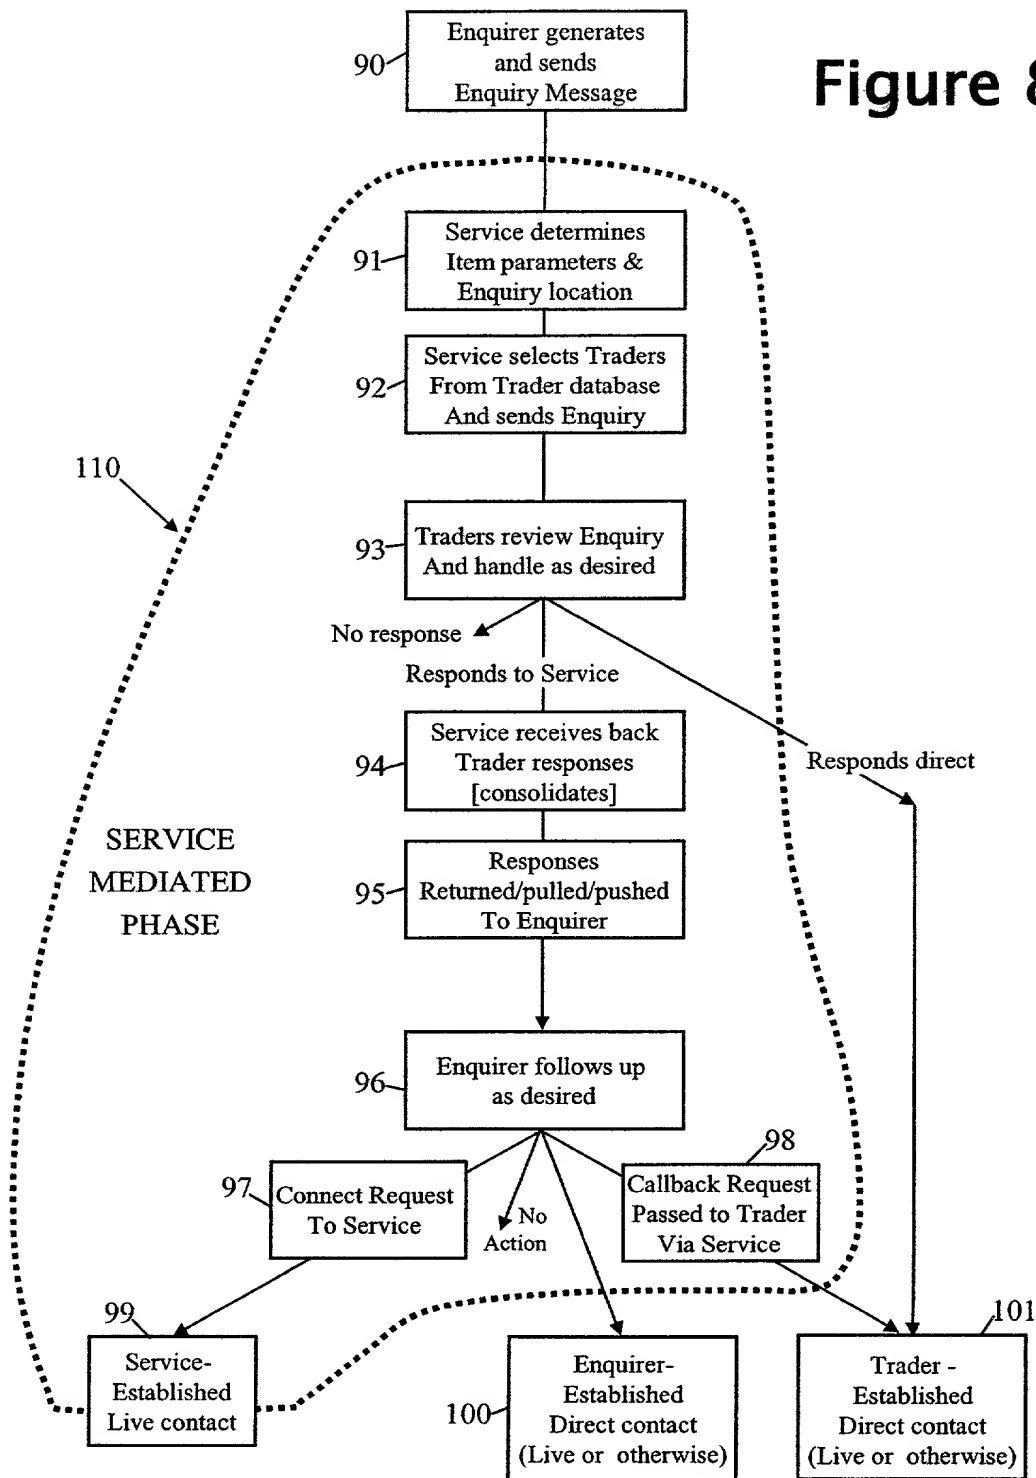 Enquirer generates
and sends
Enquiry Message
90
Figure 8
Service determines
Item parameters &
Enquiry location
91
Service selects Traders
From Trader database
And sends Enquiry
92
110
Traders review Enquiry
And handle as desired
93
No response
Responds to Service
Responds direct
Service receives back
Trader responses
[consolidates]
94
SERVICE
MEDIATED
PHASE
Responses
Returned/pulled/pushed
To Enquirer
95
Enquirer follows up
as desired
96
97
Connect Request
To Service
No
Action
98
Callback Request
Passed to Trader
Via Service
99
Service-
Established
Live contact
100
Enquirer-
Established
Direct contact
(Live or otherwise)
101
Trader -
Established
Direct contact
(Live or otherwise)